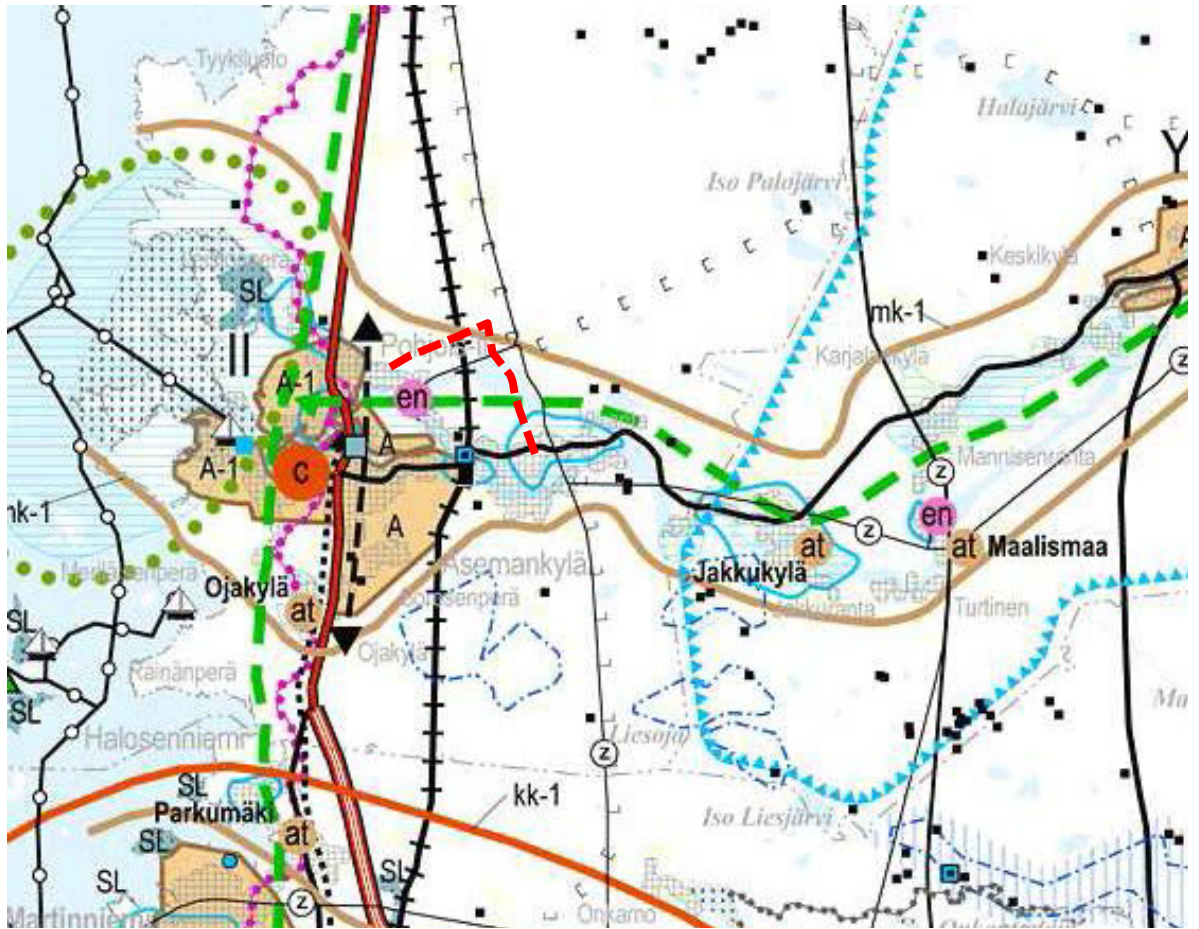 Tyykiluoto
Halajärvi
Iso Palojärvi
Y
Keskikylä
A
SL
mk-1
II
Karjalankylä
A-1
en
z
A
Mannisenranta
A-1
c
z
en
A
z
at
at
Maalismaa
Asemankylä
Jakkukylä
Ojakylä
at
Turtinen
SL
Ojakylä
Rainänperä
SL
Liesoja
Halosenniemi
z
SL
kk-1
Iso Liesjärvi
Parkumäki
at
SL
SL
SL
z
Onkamo
Martinniemi